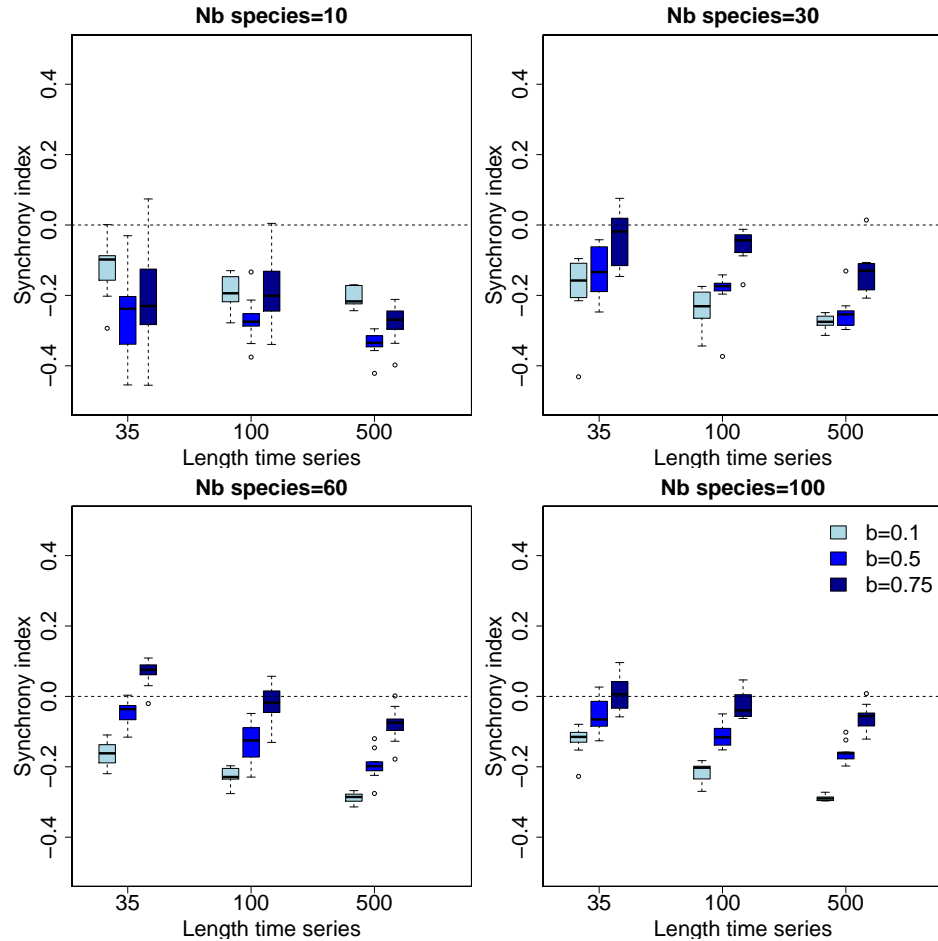 Nb species=10
Synchrony index
0.4
0.2
0.0
−0.2
−0.4
35
100
500
Length time series
Nb species=30
Synchrony index
0.4
0.2
0.0
−0.2
−0.4
35
100
500
Length time series
Nb species=60
Synchrony index
0.4
0.2
0.0
−0.2
−0.4
35
100
500
Length time series
Nb species=100
Synchrony index
0.4
0.2
0.0
−0.2
−0.4
b=0.1
b=0.5
b=0.75
35
100
500
Length time series